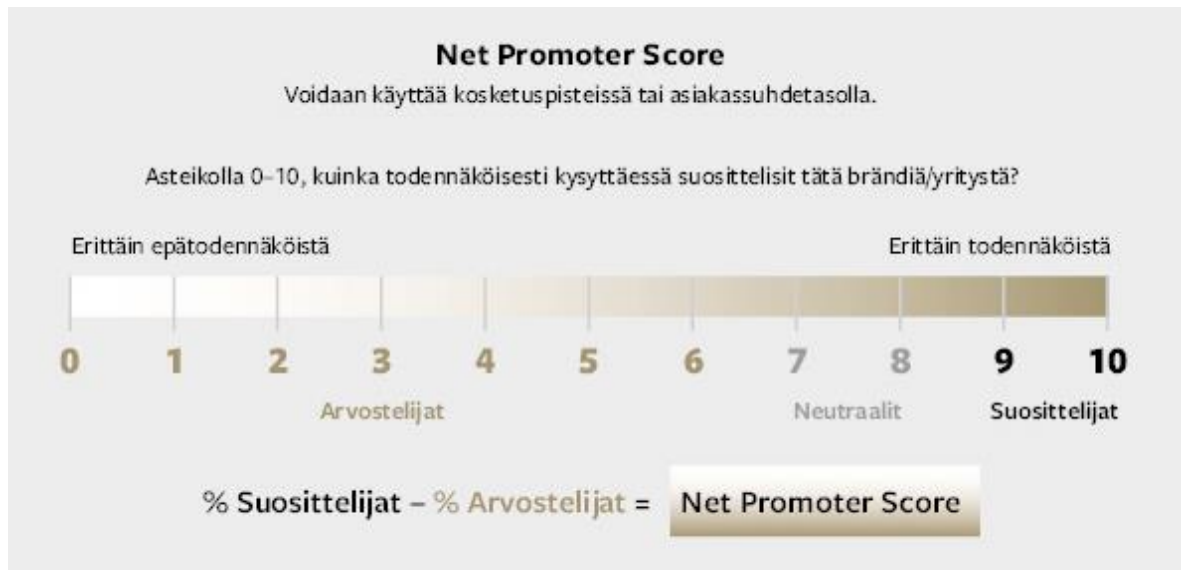 Net Promoter Score
Voidaan käyttää kosketuspisteissä tai asiakassuhdetasolla.
Asteikolla 0–10, kuinka todennäköisesti kysyttäessä suosittelisit tätä brändiä/yritystä?
Erittäin epätodennäköistä Erittäin todennäköistä
0 1 2 3 4 5 6 7 8 9 10
Arvostelijat Neutraalit Suosittelijat
% Suosittelijat – % Arvostelijat = Net Promoter Score